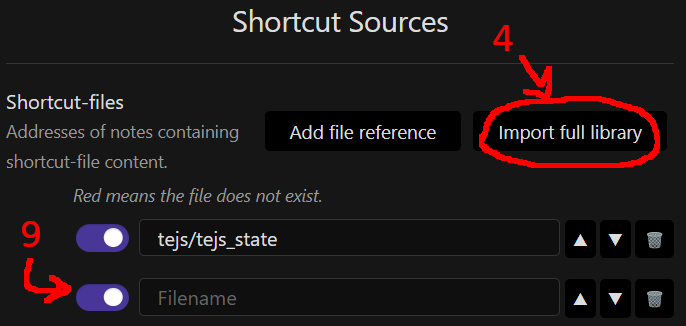 Shortcut Sources
4
Shortcut-files
Addresses of notes containing
shortcut-file content.
Add file reference
Import full library
Red means the file does not exist.
tejs/tejs_state
▲ ▼
9
Filename
▲ ▼